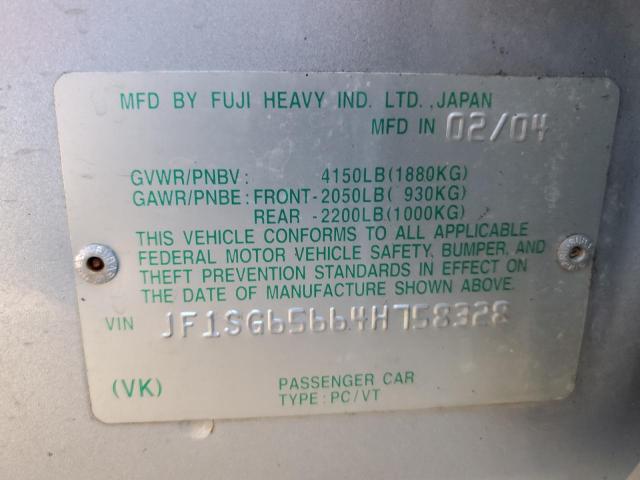 MFD BY FUJI HEAVY IND. LTD., JAPAN
MFD IN 02/04
GVWR/PNBV: 4150LB(1880KG)
GAWR/PNBE: FRONT-2050LB( 930KG)
REAR -2200LB(1000KG)
THIS VEHICLE CONFORMS TO ALL APPLICABLE
FEDERAL MOTOR VEHICLE SAFETY, BUMPER, AND
THEFT PREVENTION STANDARDS IN EFFECT ON
THE DATE OF MANUFACTURE SHOWN ABOVE.
VIN JF1SG65664H758328
(VK) PASSENGER CAR
TYPE: PC/VT